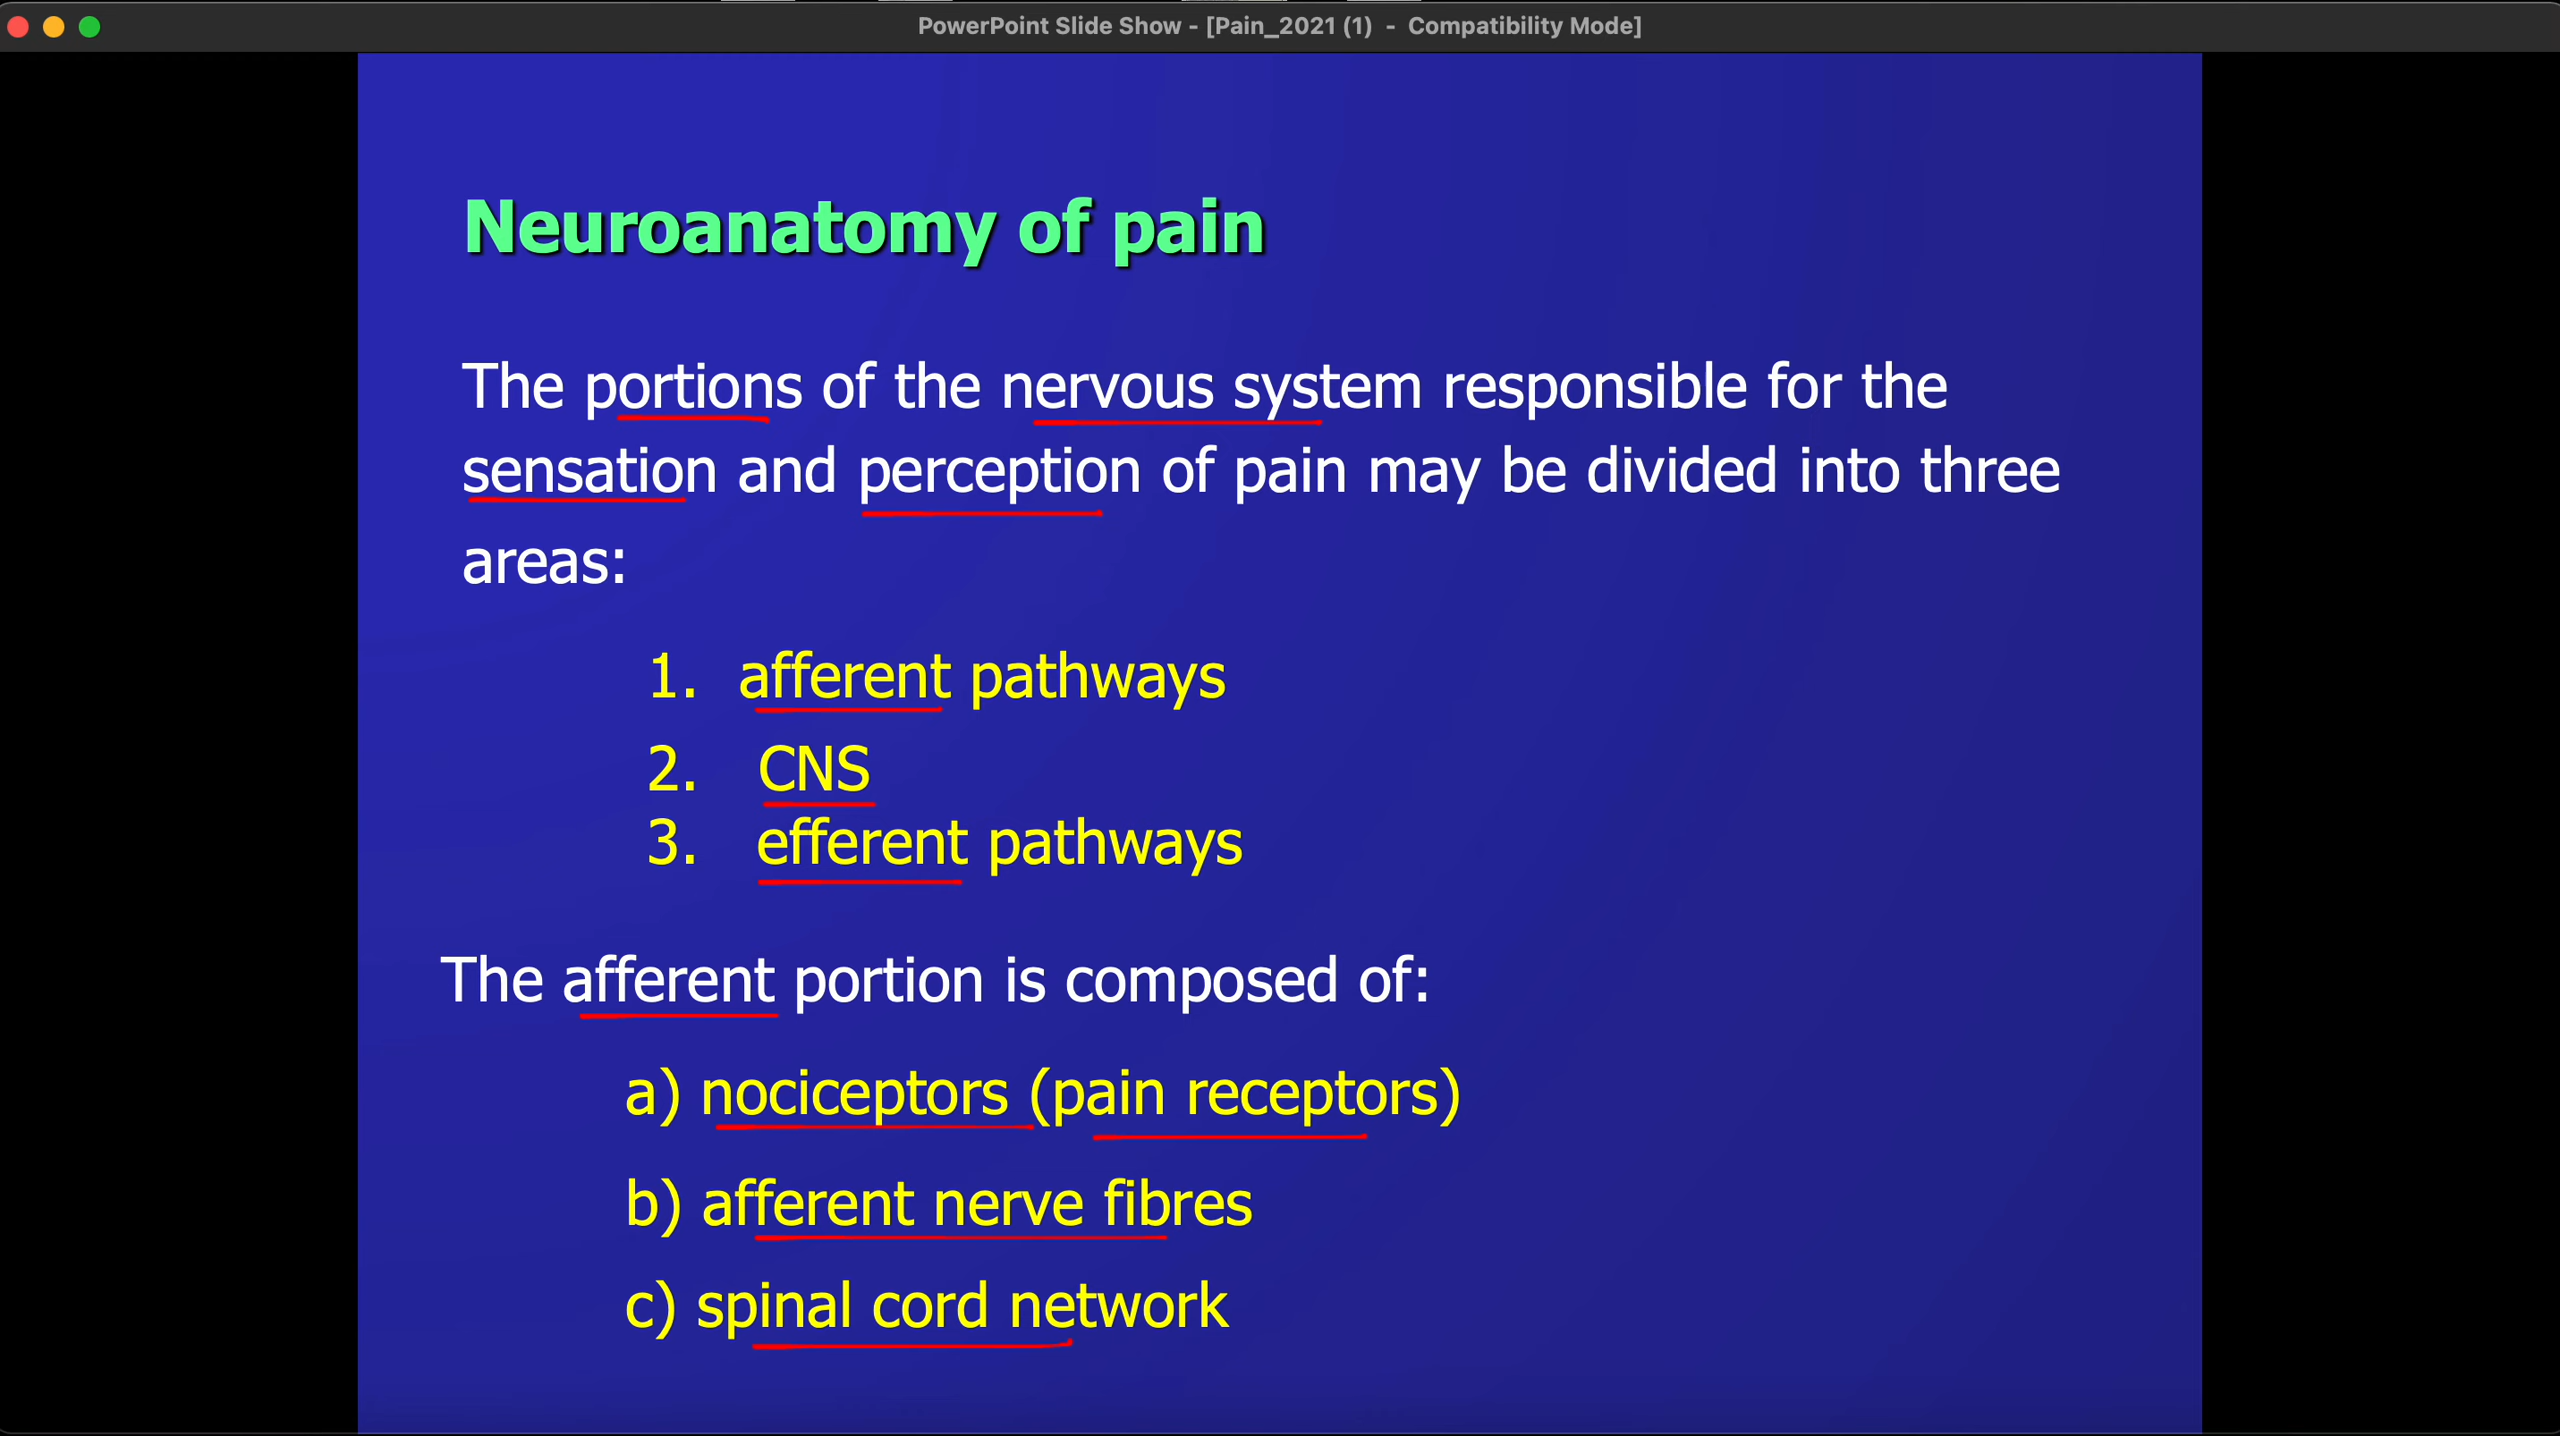 PowerPoint Slide Show - [Pain_2021 (1) - Compatibility Mode]
Neuroanatomy of pain
The portions of the nervous system responsible for the
sensation and perception of pain may be divided into three
areas:
1. afferent pathways
2. CNS
3. efferent pathways
The afferent portion is composed of:
a) nociceptors (pain receptors)
b) afferent nerve fibres
c) spinal cord network